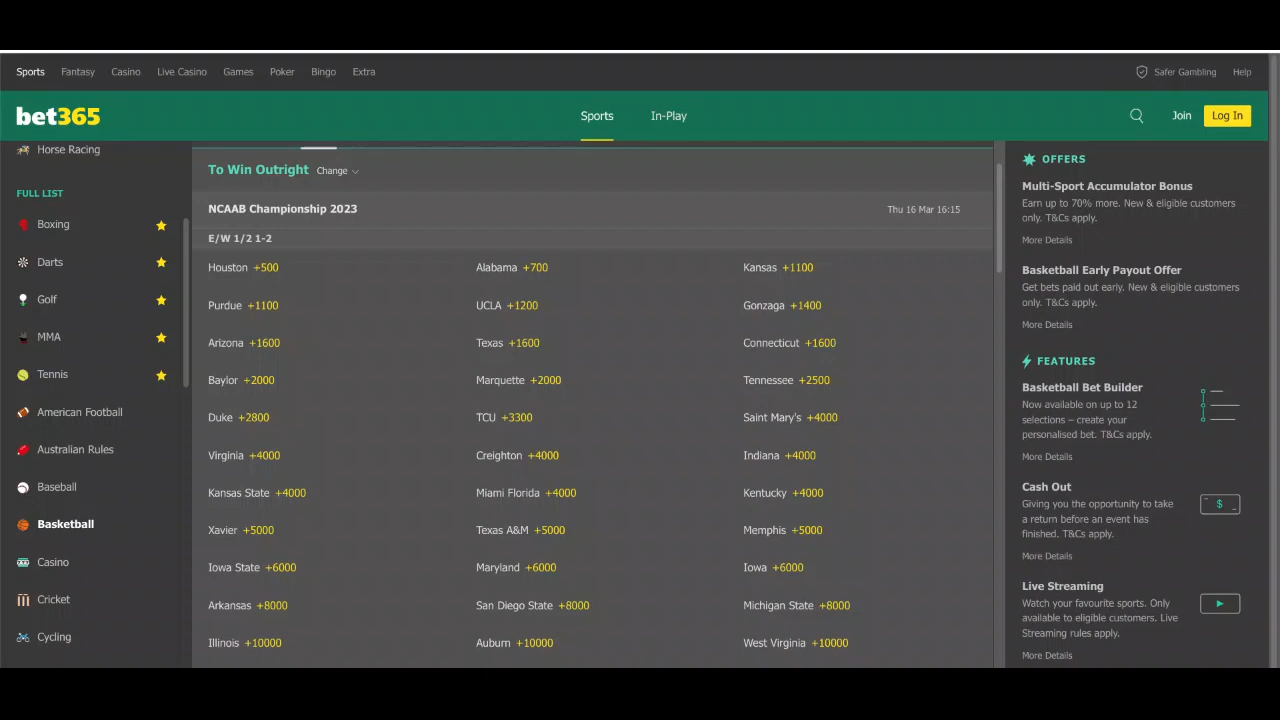 Sports Fantasy Casino Live Casino Games Poker Bingo Extra Safer Gambling Help
bet365 Sports In-Play Join Log In
Horse Racing
FULL LIST
Boxing
Darts
Golf
MMA
Tennis
American Football
Australian Rules
Baseball
Basketball
Casino
Cricket
Cycling
To Win Outright Change
NCAAB Championship 2023 Thu 16 Mar 16:15
E/W 1/2 1-2
Houston +500 Alabama +700 Kansas +1100
Purdue +1100 UCLA +1200 Gonzaga +1400
Arizona +1600 Texas +1600 Connecticut +1600
Baylor +2000 Marquette +2000 Tennessee +2500
Duke +2800 TCU +3300 Saint Mary's +4000
Virginia +4000 Creighton +4000 Indiana +4000
Kansas State +4000 Miami Florida +4000 Kentucky +4000
Xavier +5000 Texas A&M +5000 Memphis +5000
Iowa State +6000 Maryland +6000 Iowa +6000
Arkansas +8000 San Diego State +8000 Michigan State +8000
Illinois +10000 Auburn +10000 West Virginia +10000
OFFERS
Multi-Sport Accumulator Bonus
Earn up to 70% more. New & eligible customers
only. T&Cs apply.
More Details
Basketball Early Payout Offer
Get bets paid out early. New & eligible customers
only. T&Cs apply.
More Details
FEATURES
Basketball Bet Builder
Now available on up to 12
selections – create your
personalised bet. T&Cs apply.
More Details
Cash Out
Giving you the opportunity to take
a return before an event has
finished. T&Cs apply.
$
More Details
Live Streaming
Watch your favourite sports. Only
available to eligible customers. Live
Streaming rules apply.
More Details